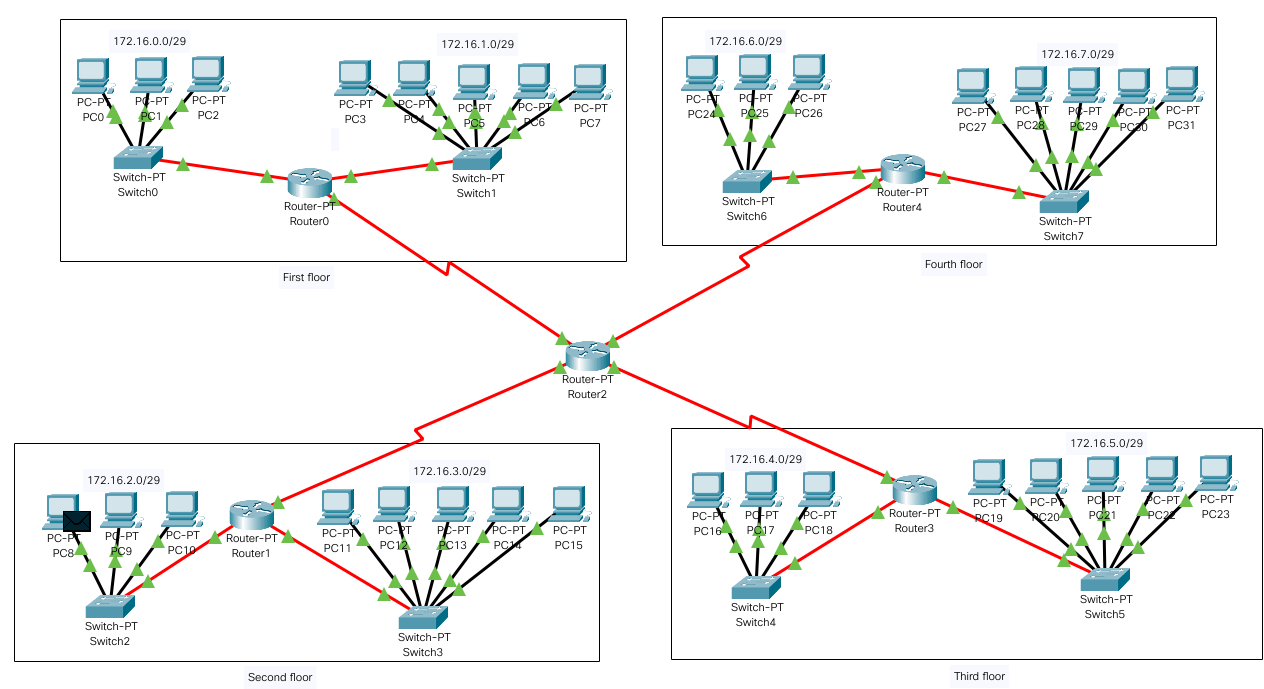 172.16.0.0/29
PC-PT
PC0
PC-PT
PC1
PC-PT
PC2
Switch-PT
Switch0
172.16.1.0/29
PC-PT
PC3
PC-PT
PC4
PC-PT
PC5
PC-PT
PC6
PC-PT
PC7
Switch-PT
Switch1
Router-PT
Router0
First floor
172.16.6.0/29
PC-PT
PC24
PC-PT
PC25
PC-PT
PC26
Switch-PT
Switch6
172.16.7.0/29
PC-PT
PC27
PC-PT
PC28
PC-PT
PC29
PC-PT
PC30
PC-PT
PC31
Router-PT
Router4
Switch-PT
Switch7
Fourth floor
Router-PT
Router2
172.16.2.0/29
PC-PT
PC8
PC-PT
PC9
PC-PT
PC10
Switch-PT
Switch2
Router-PT
Router1
172.16.3.0/29
PC-PT
PC11
PC-PT
PC12
PC-PT
PC13
PC-PT
PC14
PC-PT
PC15
Switch-PT
Switch3
Second floor
172.16.4.0/29
PC-PT
PC16
PC-PT
PC17
PC-PT
PC18
Switch-PT
Switch4
Router-PT
Router3
172.16.5.0/29
PC-PT
PC19
PC-PT
PC20
PC-PT
PC21
PC-PT
PC22
PC-PT
PC23
Switch-PT
Switch5
Third floor